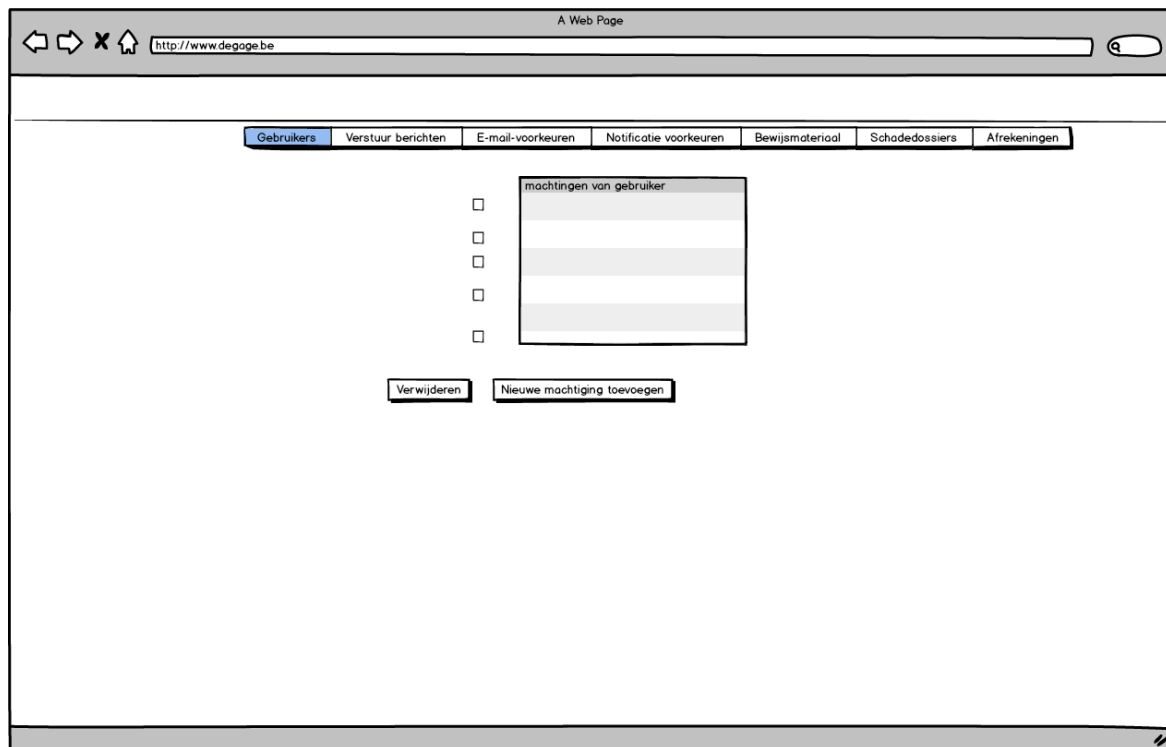 A Web Page
http://www.degage.be
Gebruikers Verstuur berichten E-mail-voorkeuren Notificatie voorkeuren Bewijsmateriaal Schadedossiers Afrekeningen
machtingen van gebruiker
Verwijderen Nieuwe machtiging toevoegen